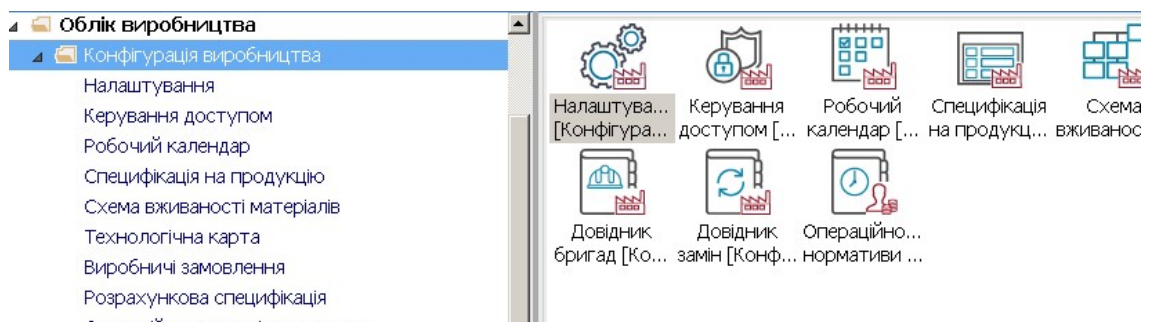 Облік виробництва
Конфігурація виробництва
Налаштування
Керування доступом
Робочий календар
Специфікація на продукцію
Схема вживаності матеріалів
Технологічна карта
Виробничі замовлення
Розрахункова специфікація
Налаштува...
[Конфігура...
Керування
доступом [...
Робочий
календар [...
Специфікація
на продукц...
Схема
вживанос
Довідник
бригад [Ко...
Довідник
замін [Конф...
Операційно...
нормативи ...